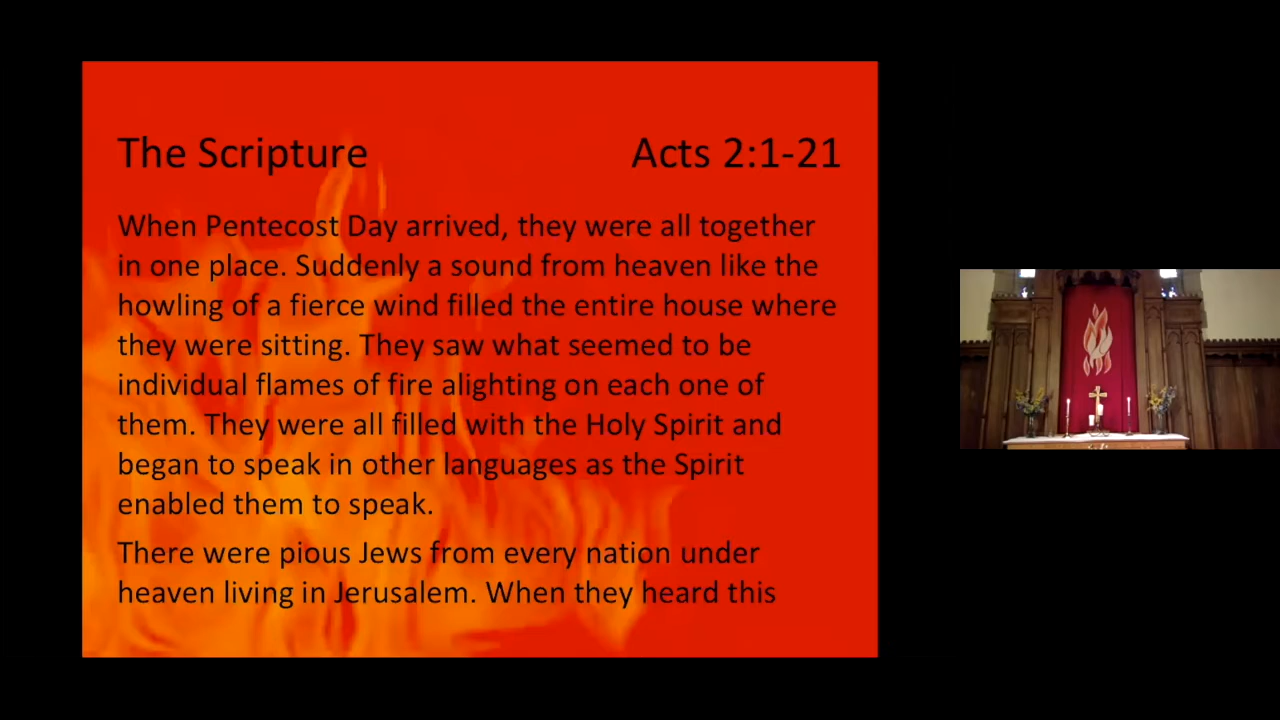 The Scripture Acts 2:1-21
When Pentecost Day arrived, they were all together
in one place. Suddenly a sound from heaven like the
howling of a fierce wind filled the entire house where
they were sitting. They saw what seemed to be
individual flames of fire alighting on each one of
them. They were all filled with the Holy Spirit and
began to speak in other languages as the Spirit
enabled them to speak.
There were pious Jews from every nation under
heaven living in Jerusalem. When they heard this